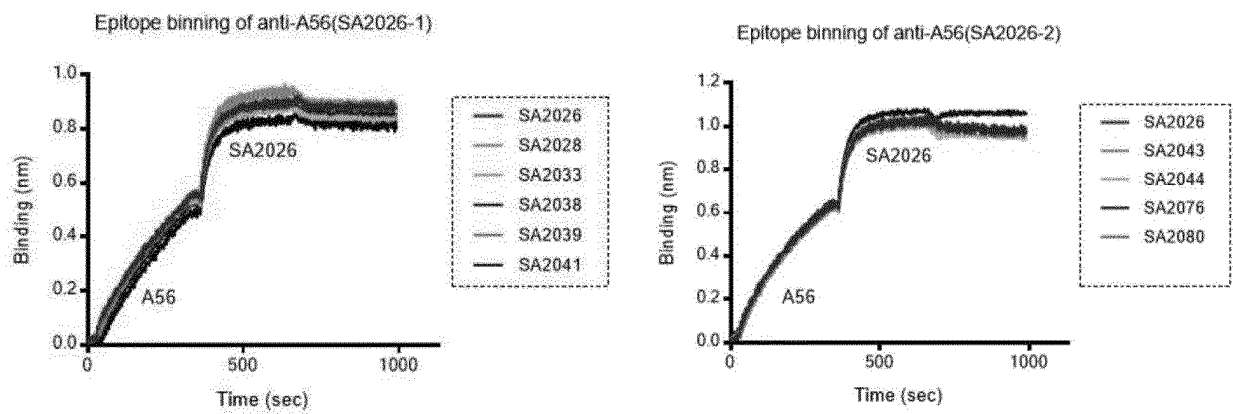 Epitope binning of anti-A56(SA2026-1)
1.0
0.8
0.6
0.4
0.2
0.0
0
500
1000
Binding (nm)
Time (sec)
SA2026
A56
SA2026
SA2028
SA2033
SA2038
SA2039
SA2041
Epitope binning of anti-A56(SA2026-2)
1.2
1.0
0.8
0.6
0.4
0.2
0.0
0
500
1000
Binding (nm)
Time (sec)
SA2026
A56
SA2026
SA2043
SA2044
SA2076
SA2080